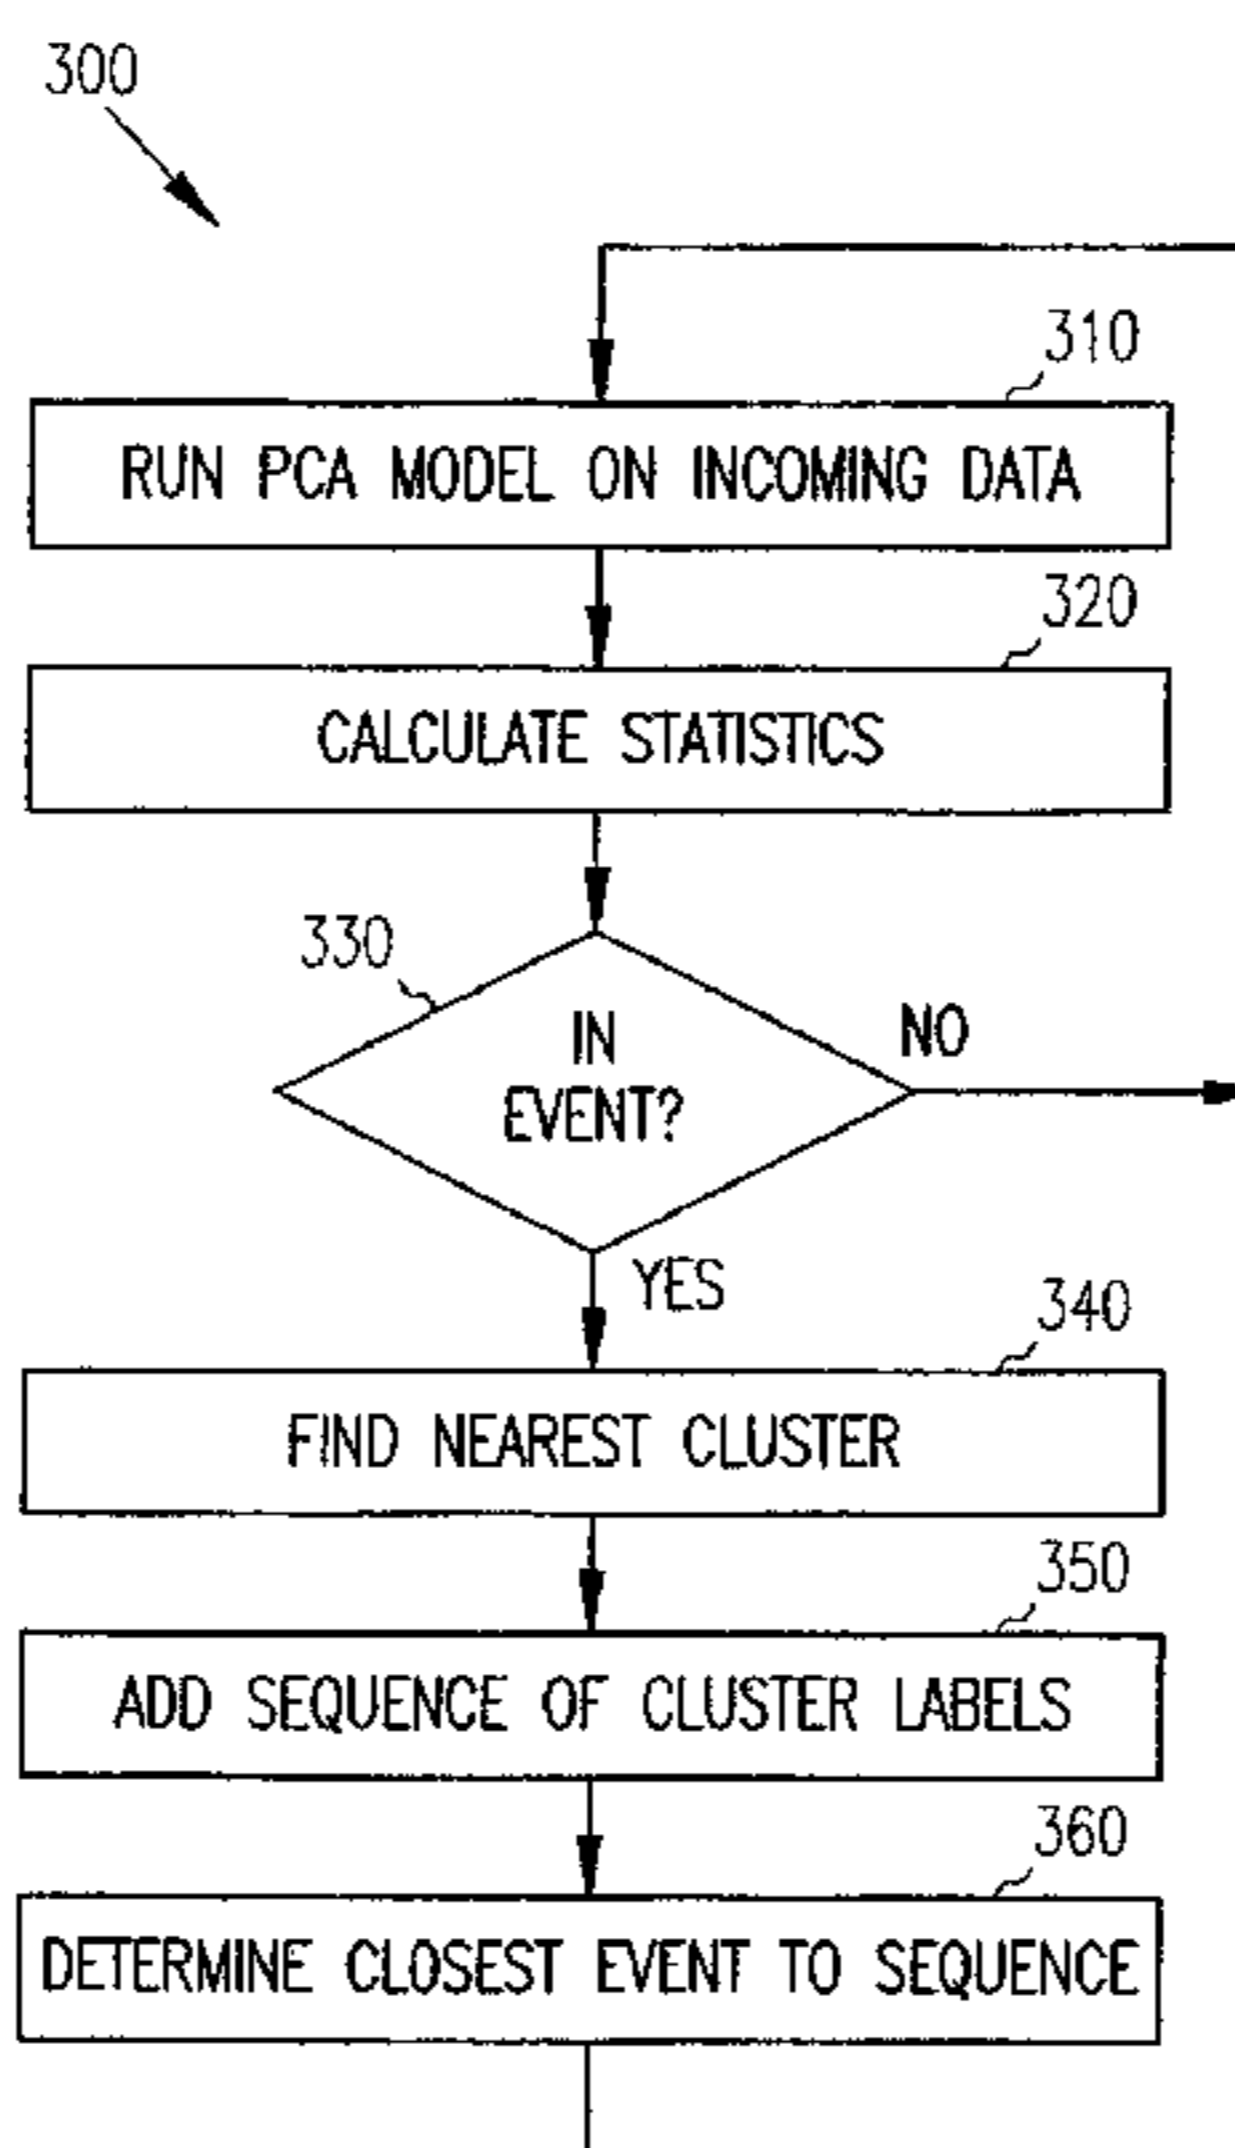 300
310
RUN PCA MODEL ON INCOMING DATA
320
CALCULATE STATISTICS
330
IN
EVENT?
NO
YES
340
FIND NEAREST CLUSTER
350
ADD SEQUENCE OF CLUSTER LABELS
360
DETERMINE CLOSEST EVENT TO SEQUENCE